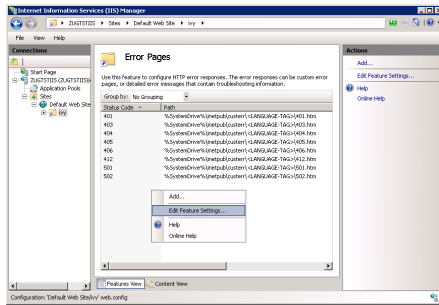 Internet Information Services (IIS) Manager
ZUGTSTIIS ▸ Sites ▸ Default Web Site ▸ ivy ▸
File View Help
Connections
Start Page
ZUGTSTIIS (ZUGTSTIIS\
Application Pools
Sites
Default Web Site
ivy
Error Pages
Use this feature to configure HTTP error responses. The error responses can be custom error
pages, or detailed error messages that contain troubleshooting information.
Group by: No Grouping
Status Code Path
401 %SystemDrive%\inetpub\custerr\<LANGUAGE-TAG>\401.htm
403 %SystemDrive%\inetpub\custerr\<LANGUAGE-TAG>\403.htm
404 %SystemDrive%\inetpub\custerr\<LANGUAGE-TAG>\404.htm
405 %SystemDrive%\inetpub\custerr\<LANGUAGE-TAG>\405.htm
406 %SystemDrive%\inetpub\custerr\<LANGUAGE-TAG>\406.htm
412 %SystemDrive%\inetpub\custerr\<LANGUAGE-TAG>\412.htm
501 %SystemDrive%\inetpub\custerr\<LANGUAGE-TAG>\501.htm
502 %SystemDrive%\inetpub\custerr\<LANGUAGE-TAG>\502.htm
Add...
Edit Feature Settings...
Help
Online Help
Features View Content View
Actions
Add...
Edit Feature Settings...
Help
Online Help
Configuration: 'Default Web Site/ivy' web.config